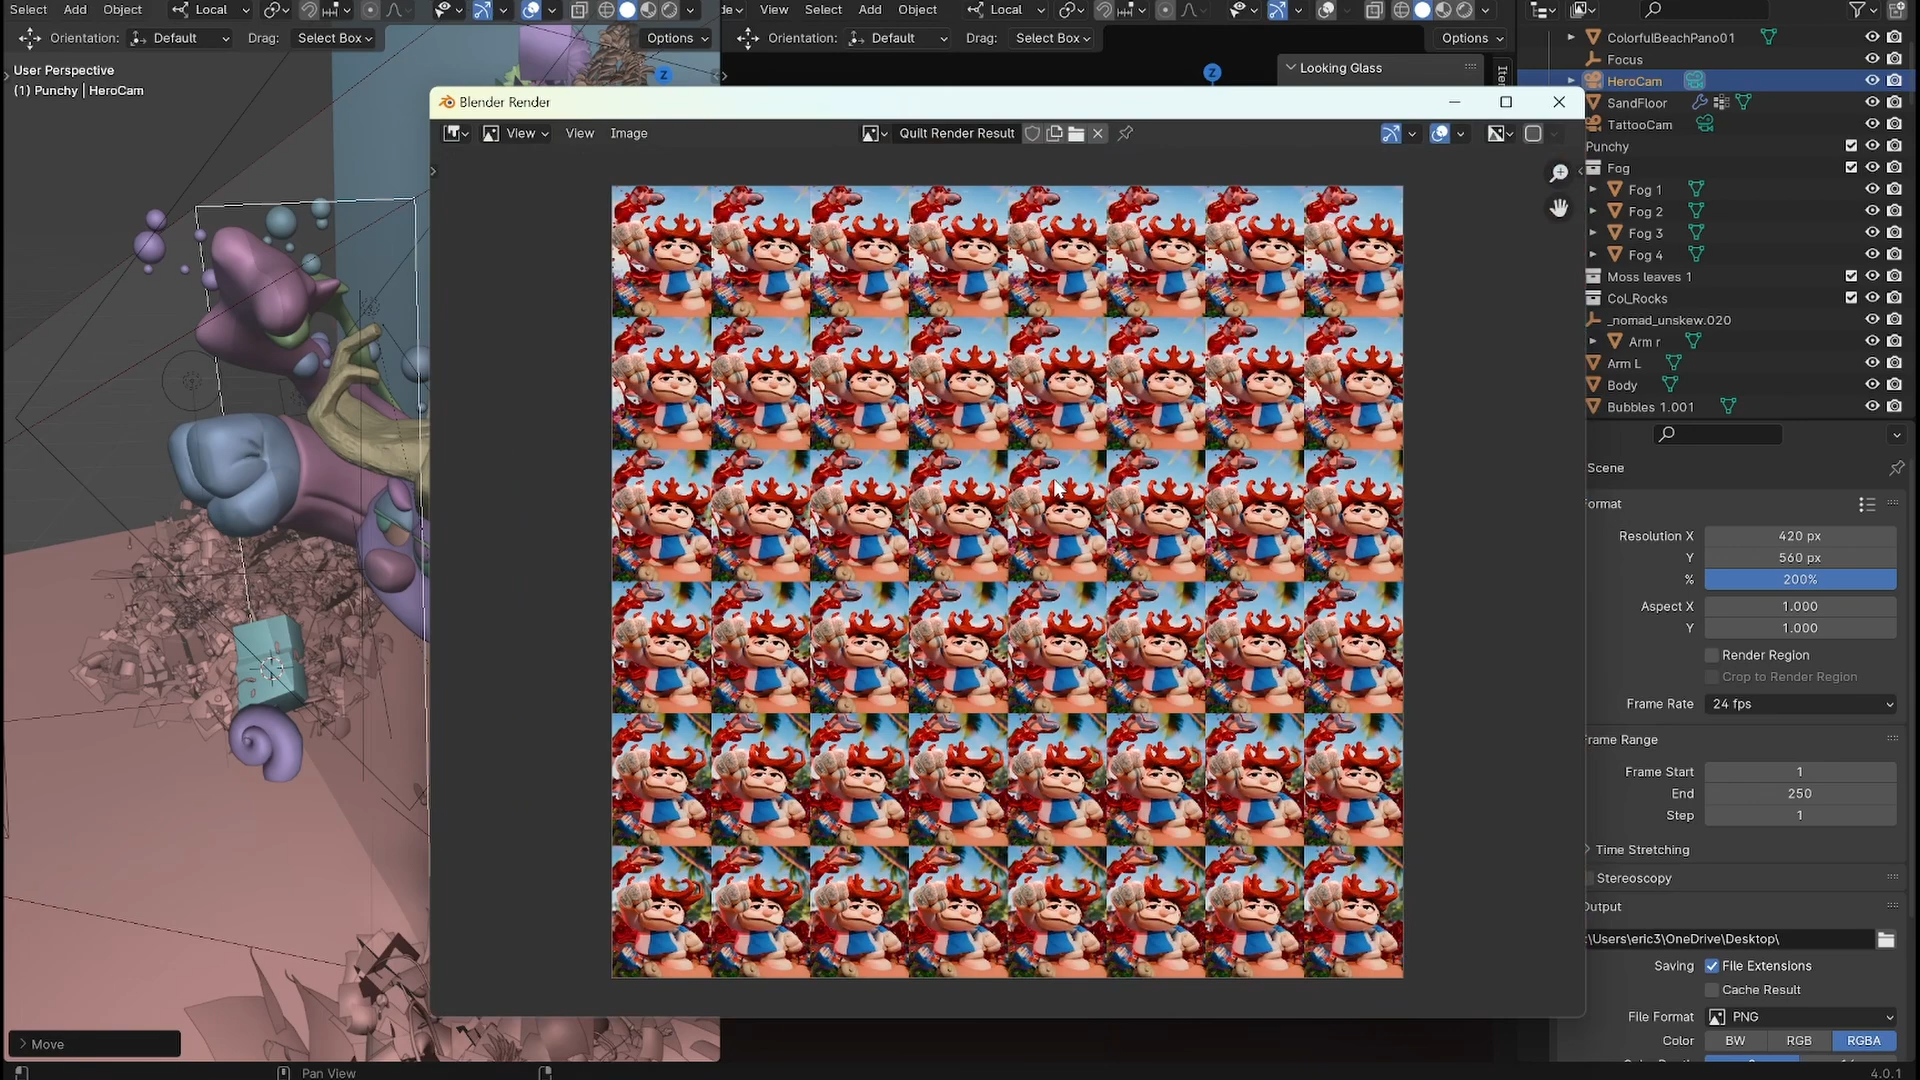 Select Add Object Local
Orientation: Default Drag: Select Box Options
User Perspective
(1) Punchy | HeroCam
View Select Add Object Local
Orientation: Default Drag: Select Box Options
Looking Glass
Z
Z
Blender Render
View View Image Quilt Render Result
ColorfulBeachPano01
Focus
HeroCam
SandFloor
TattooCam
Punchy
Fog
Fog 1
Fog 2
Fog 3
Fog 4
Moss leaves 1
Col_Rocks
_nomad_unskew.020
Arm r
Arm L
Body
Bubbles 1.001
Scene
ormat
Resolution X 420 px
Y 560 px
% 200%
Aspect X 1.000
Y 1.000
Render Region
Crop to Render Region
Frame Rate 24 fps
rame Range
Frame Start 1
End 250
Step 1
Time Stretching
Stereoscopy
Output
:\Users\eric3\OneDrive\Desktop\
Saving File Extensions
Cache Result
File Format PNG
Color BW RGB RGBA
Move
Pan View
4.0.1